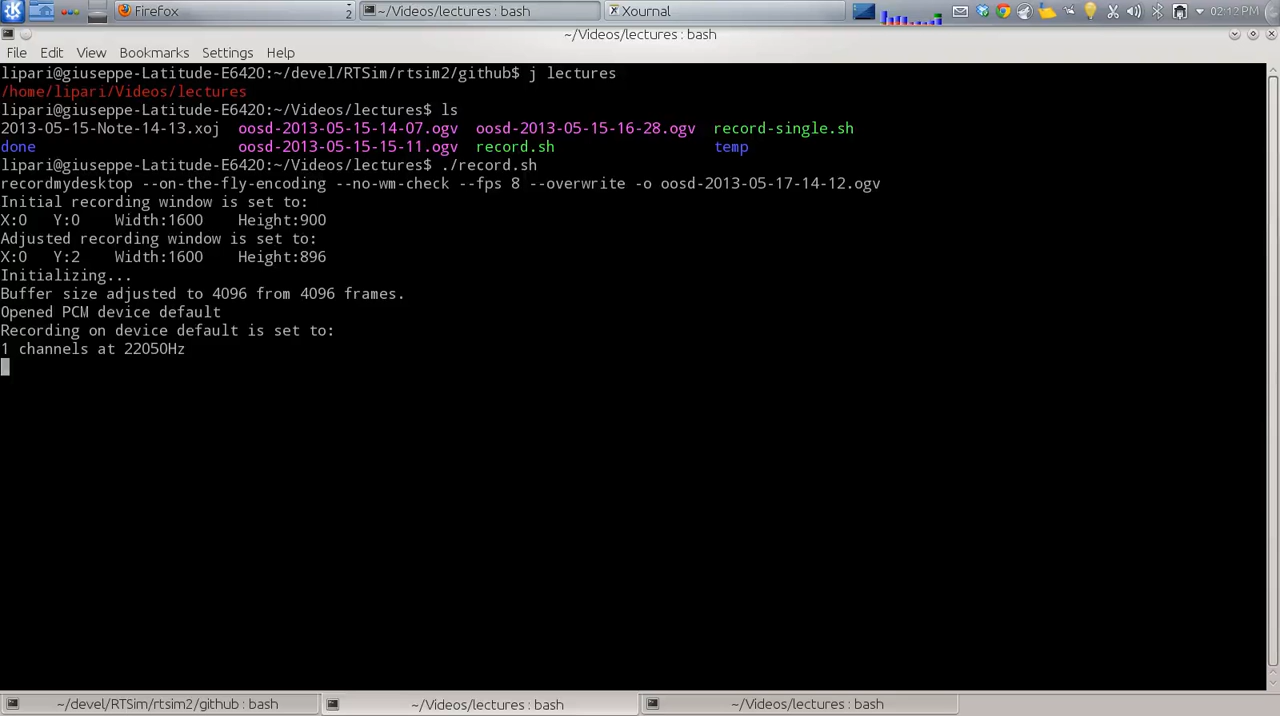 Firefox
2
~/Videos/lectures : bash
Xournal
02:12 PM
~/Videos/lectures : bash
File Edit View Bookmarks Settings Help
lipari@giuseppe-Latitude-E6420:~/devel/RTSim/rtsim2/github$ j lectures
/home/lipari/Videos/lectures
lipari@giuseppe-Latitude-E6420:~/Videos/lectures$ ls
2013-05-15-Note-14-13.xoj oosd-2013-05-15-14-07.ogv oosd-2013-05-15-16-28.ogv record-single.sh
done oosd-2013-05-15-15-11.ogv record.sh temp
lipari@giuseppe-Latitude-E6420:~/Videos/lectures$ ./record.sh
recordmydesktop --on-the-fly-encoding --no-wm-check --fps 8 --overwrite -o oosd-2013-05-17-14-12.ogv
Initial recording window is set to:
X:0 Y:0 Width:1600 Height:900
Adjusted recording window is set to:
X:0 Y:2 Width:1600 Height:896
Initializing...
Buffer size adjusted to 4096 from 4096 frames.
Opened PCM device default
Recording on device default is set to:
1 channels at 22050Hz
~/devel/RTSim/rtsim2/github : bash
~/Videos/lectures : bash
~/Videos/lectures : bash